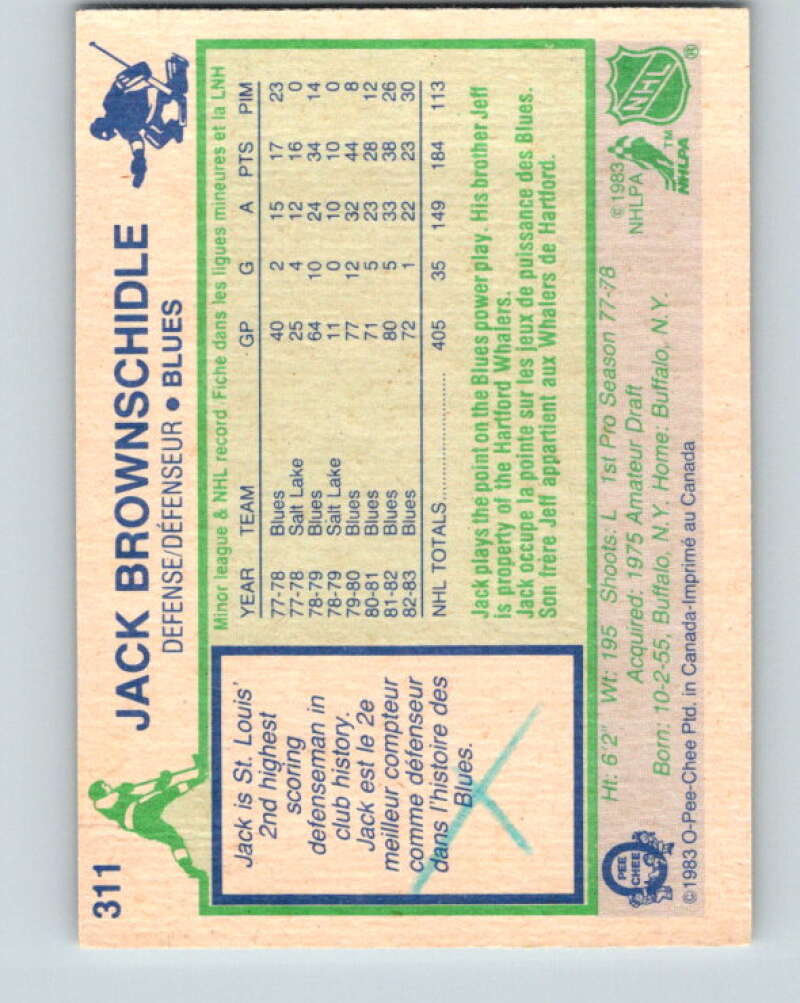 311
JACK BROWNSCHIDLE
DEFENSE/DÉFENSEUR • BLUES
Jack is St. Louis'
2nd highest
scoring
defenseman in
club history.
Jack est le 2e
meilleur compteur
comme défenseur
dans l'histoire des
Blues.
Minor league & NHL record. Fiche dans les ligues mineures et la LNH
YEAR TEAM GP G A PTS PIM
77-78 Blues 40 2 15 17 23
77-78 Salt Lake 25 4 12 16 0
78-79 Blues 64 10 24 34 14
78-79 Salt Lake 11 0 10 10 0
79-80 Blues 77 12 32 44 8
80-81 Blues 71 5 23 28 12
81-82 Blues 80 5 33 38 26
82-83 Blues 72 1 22 23 30
NHL TOTALS 405 35 149 184 113
Jack plays the point on the Blues power play. His brother Jeff
is property of the Hartford Whalers.
Jack occupe la pointe sur les jeux de puissance des Blues.
Son frere Jeff appartient aux Whalers de Hartford.
Ht: 6'2" Wt: 195 Shoots: L 1st Pro Season 77-78
Acquired: 1975 Amateur Draft
Born: 10-2-55, Buffalo, N.Y. Home: Buffalo, N.Y.
© 1983
NHLPA
NHLPA
TM
NHL
®
O
PEE
CHEE
© 1983 O-Pee-Chee Ptd. in Canada-Imprimé au Canada